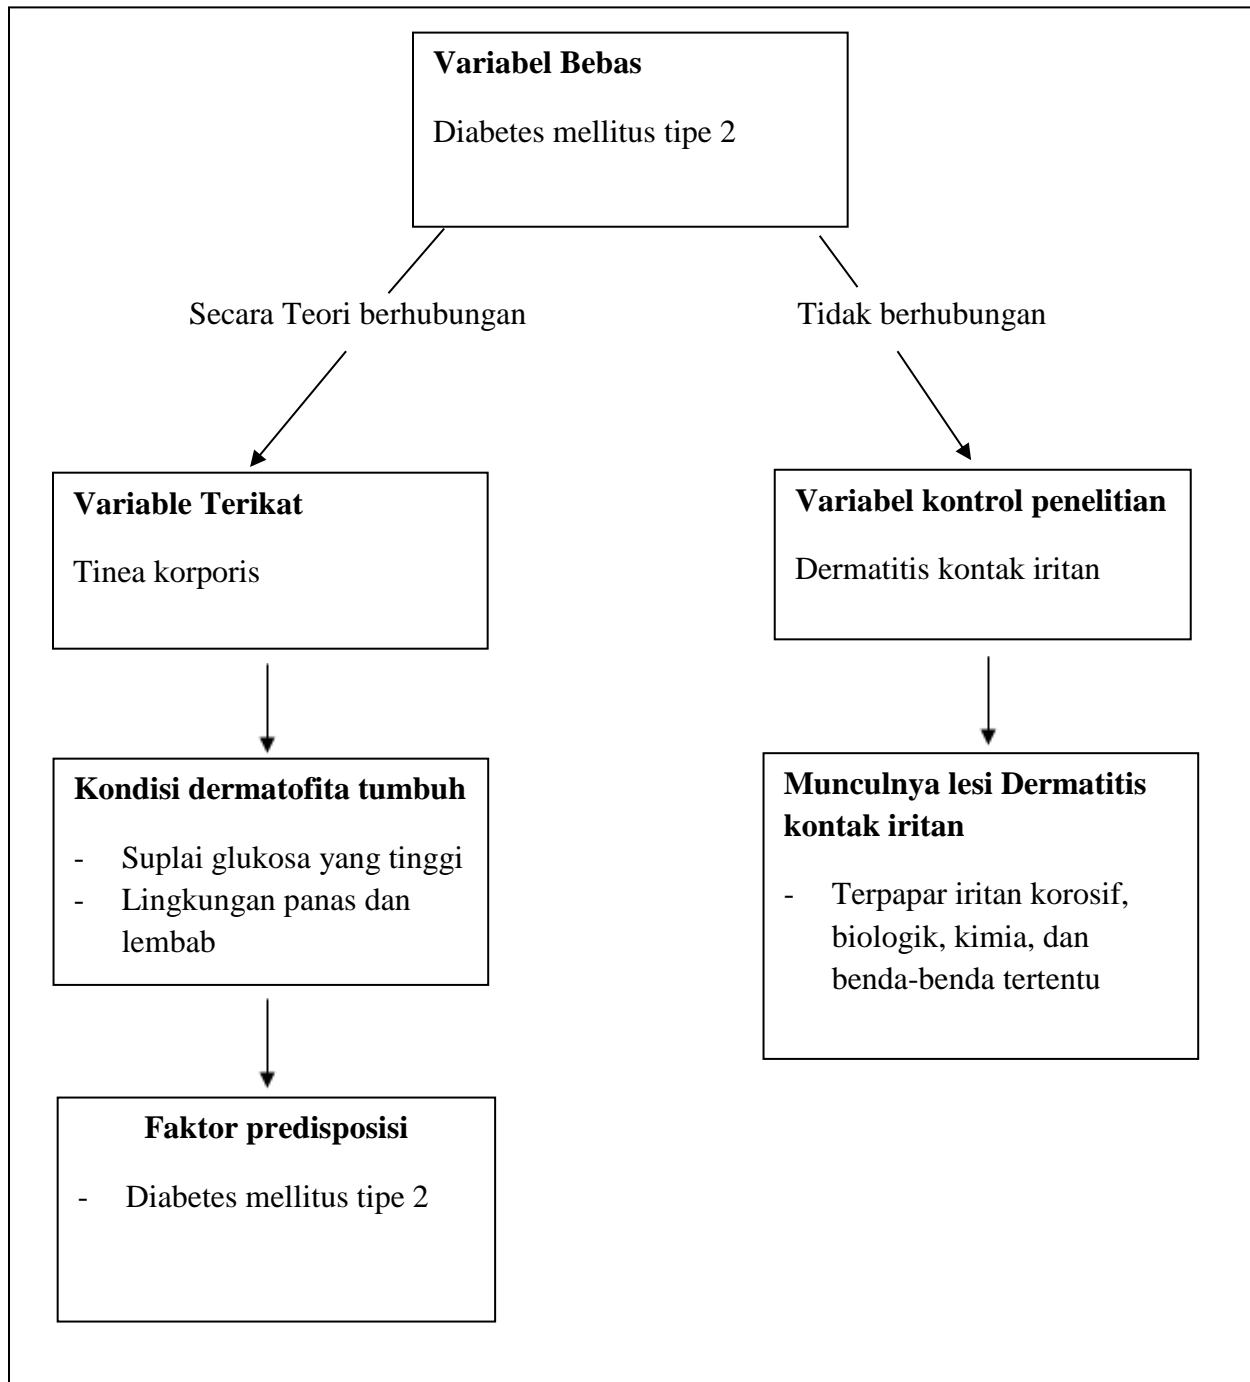 Variabel Bebas
Diabetes mellitus tipe 2
Secara Teori berhubungan
Tidak berhubungan
Variable Terikat
Tinea korporis
Variabel kontrol penelitian
Dermatitis kontak iritan
Kondisi dermatofita tumbuh
- Suplai glukosa yang tinggi
- Lingkungan panas dan
lembab
Munculnya lesi Dermatitis
kontak iritan
- Terpapar iritan korosif,
biologik, kimia, dan
benda-benda tertentu
Faktor predisposisi
- Diabetes mellitus tipe 2